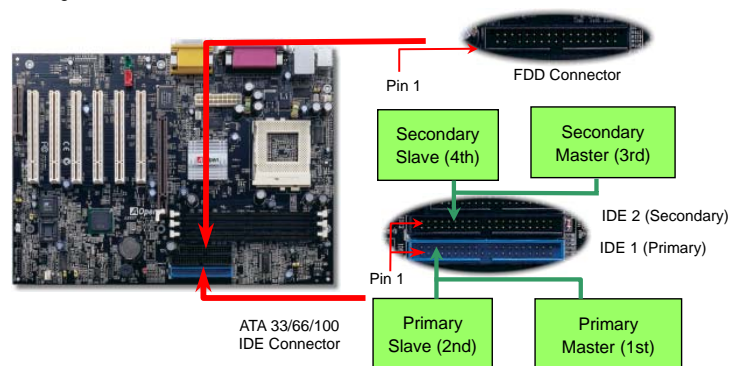 Pin 1
FDD Connector
Secondary
Slave (4th)
Secondary
Master (3rd)
IDE 2 (Secondary)
IDE 1 (Primary)
Pin 1
ATA 33/66/100
IDE Connector
Primary
Slave (2nd)
Primary
Master (1st)
AOpen